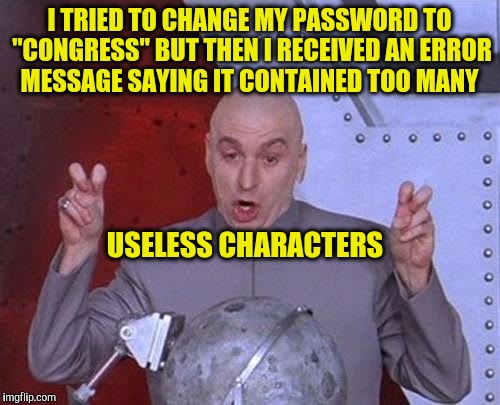 I TRIED TO CHANGE MY PASSWORD TO
"CONGRESS" BUT THEN I RECEIVED AN ERROR
MESSAGE SAYING IT CONTAINED TOO MANY
USELESS CHARACTERS
imgflip.com